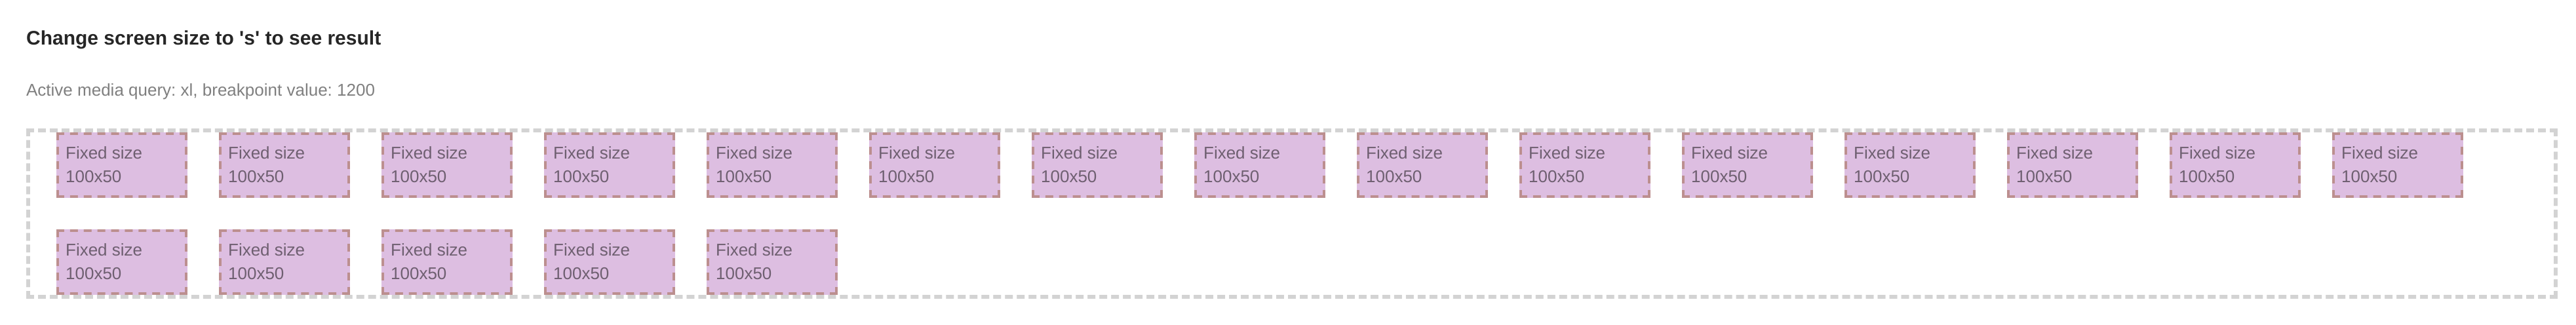 Change screen size to 's' to see result
Active media query: xl, breakpoint value: 1200
Fixed size
100x50
Fixed size
100x50
Fixed size
100x50
Fixed size
100x50
Fixed size
100x50
Fixed size
100x50
Fixed size
100x50
Fixed size
100x50
Fixed size
100x50
Fixed size
100x50
Fixed size
100x50
Fixed size
100x50
Fixed size
100x50
Fixed size
100x50
Fixed size
100x50
Fixed size
100x50
Fixed size
100x50
Fixed size
100x50
Fixed size
100x50
Fixed size
100x50